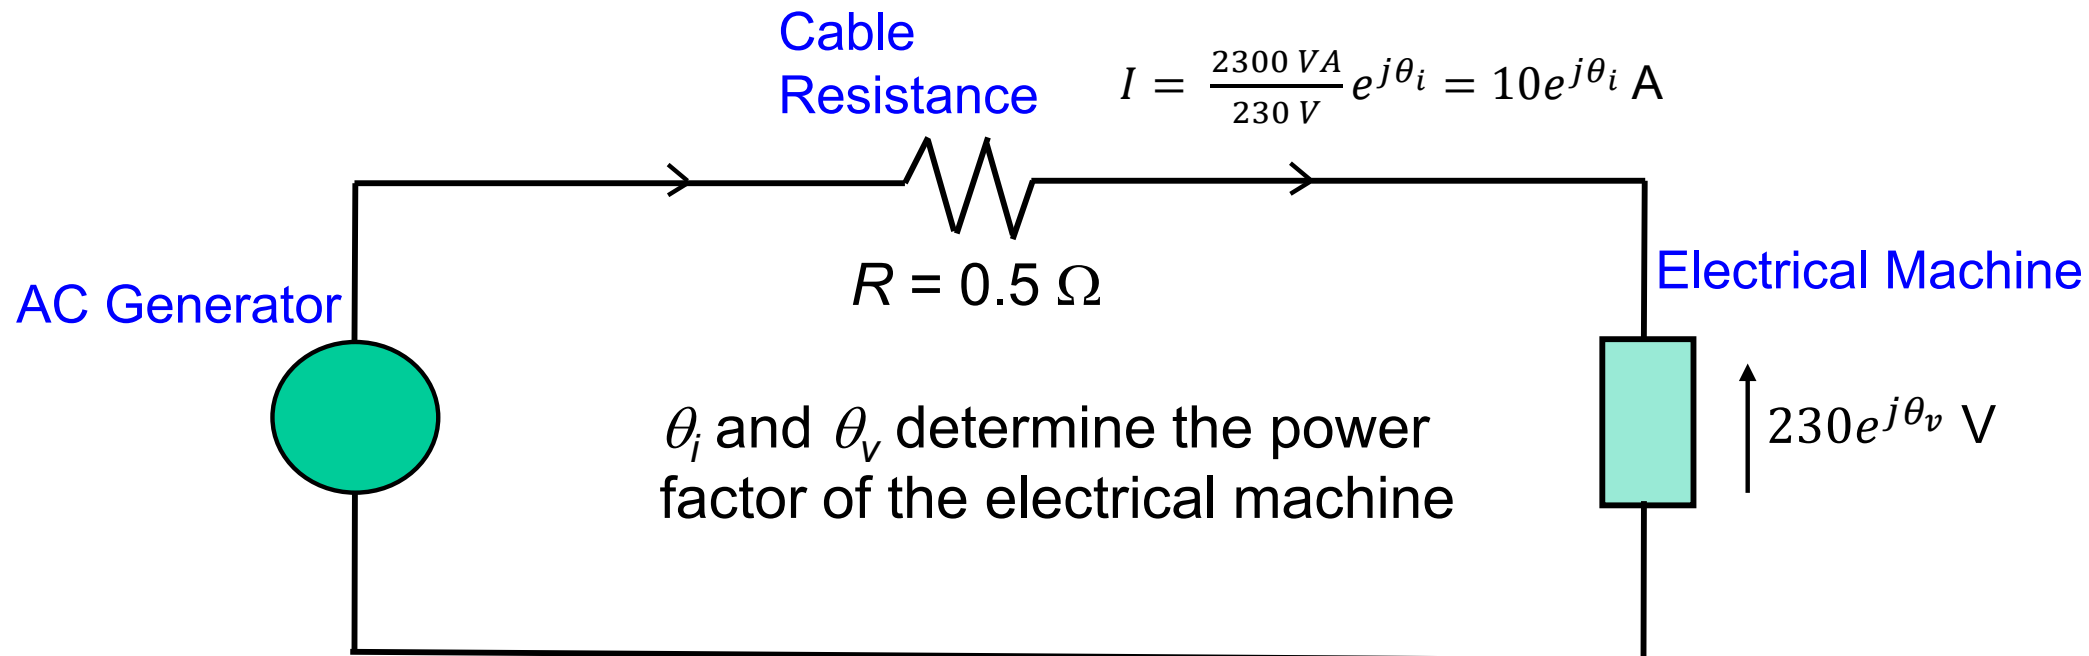 Cable
Resistance
I = 2300 VA / 230 V e^{jθ_i} = 10e^{jθ_i} A
R = 0.5 Ω
Electrical Machine
AC Generator
θ_i and θ_v determine the power
factor of the electrical machine
230e^{jθ_v} V